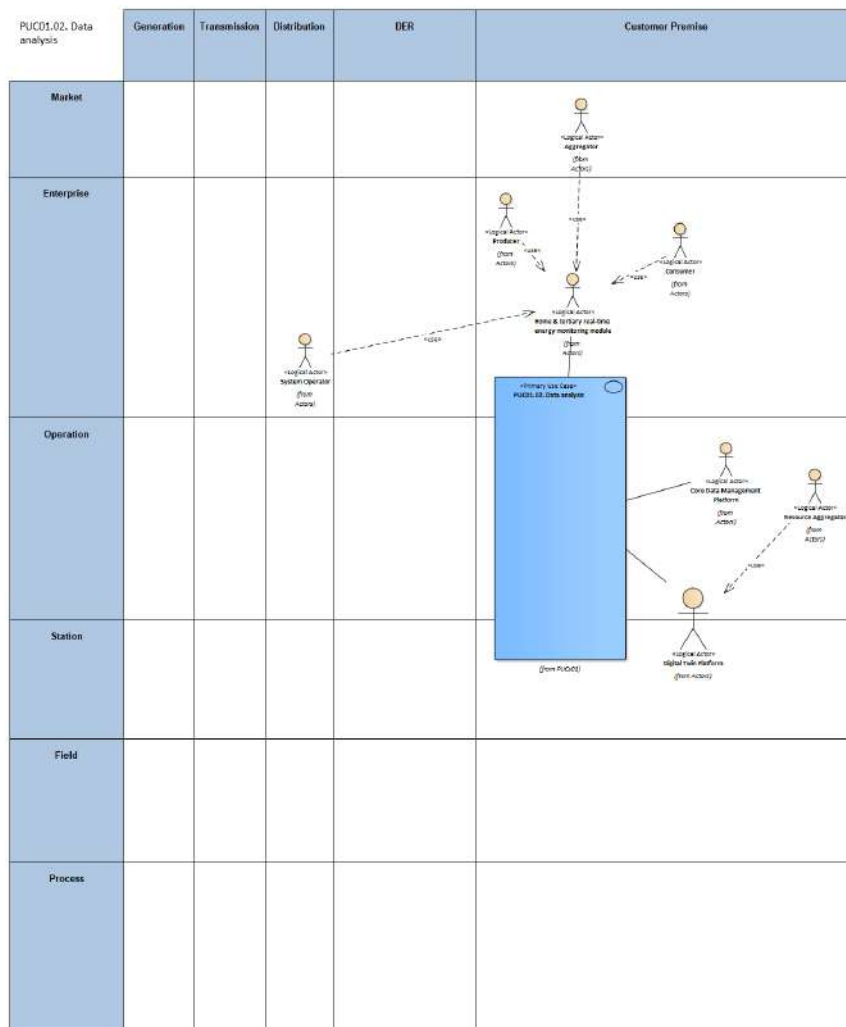 PUC01.02. Data
analysis
Generation
Transmission
Distribution
DER
Customer Premise
Market
«Logical Actor»
Aggregator
(from
Actors)
Enterprise
«use»
«Logical Actor»
Producer
(from
Actors)
«use»
«Logical Actor»
Consumer
(from
Actors)
«use»
«Logical Actor»
Home & tertiary real-time
energy monitoring module
(from
Actors)
«use»
«Logical Actor»
System Operator
(from
Actors)
«Primary Use Case»
PUC01.02. Data analysis
Operation
«Logical Actor»
Core Data Management
Platform
(from
Actors)
«Logical Actor»
Resource Aggregator
(from
Actors)
«use»
Station
«Logical Actor»
Digital Twin Platform
(from Actors)
(from PUC01)
Field
Process